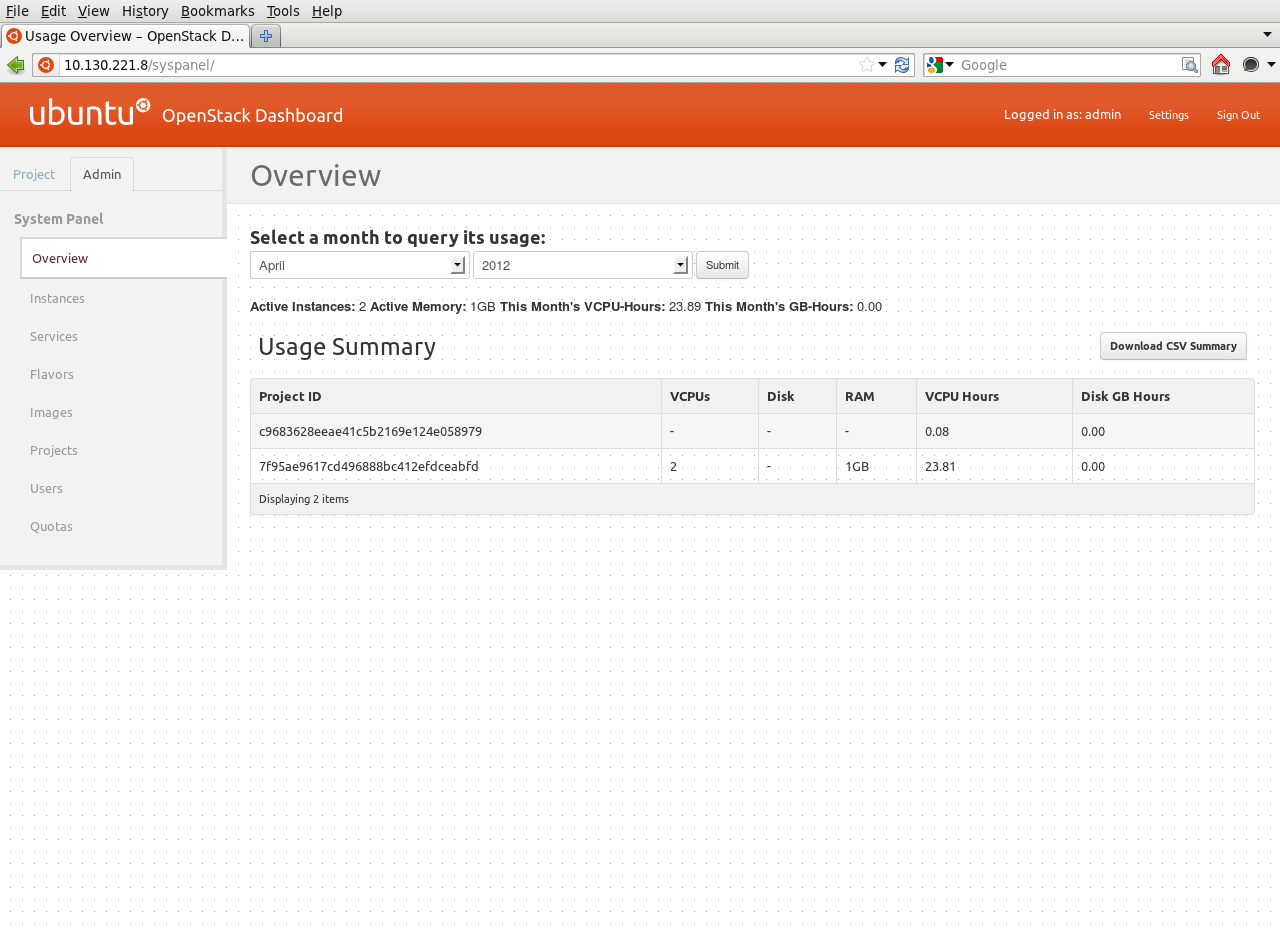 File Edit View History Bookmarks Tools Help
Usage Overview – OpenStack D...
10.130.221.8/syspanel/ Google
ubuntu OpenStack Dashboard Logged in as: admin Settings Sign Out
Project Admin
Overview
System Panel
Overview
Instances
Services
Flavors
Images
Projects
Users
Quotas
Select a month to query its usage:
April 2012 Submit
Active Instances: 2 Active Memory: 1GB This Month's VCPU-Hours: 23.89 This Month's GB-Hours: 0.00
Usage Summary Download CSV Summary
Project ID VCPUs Disk RAM VCPU Hours Disk GB Hours
c9683628eeae41c5b2169e124e058979 - - - 0.08 0.00
7f95ae9617cd496888bc412efdceabfd 2 - 1GB 23.81 0.00
Displaying 2 items